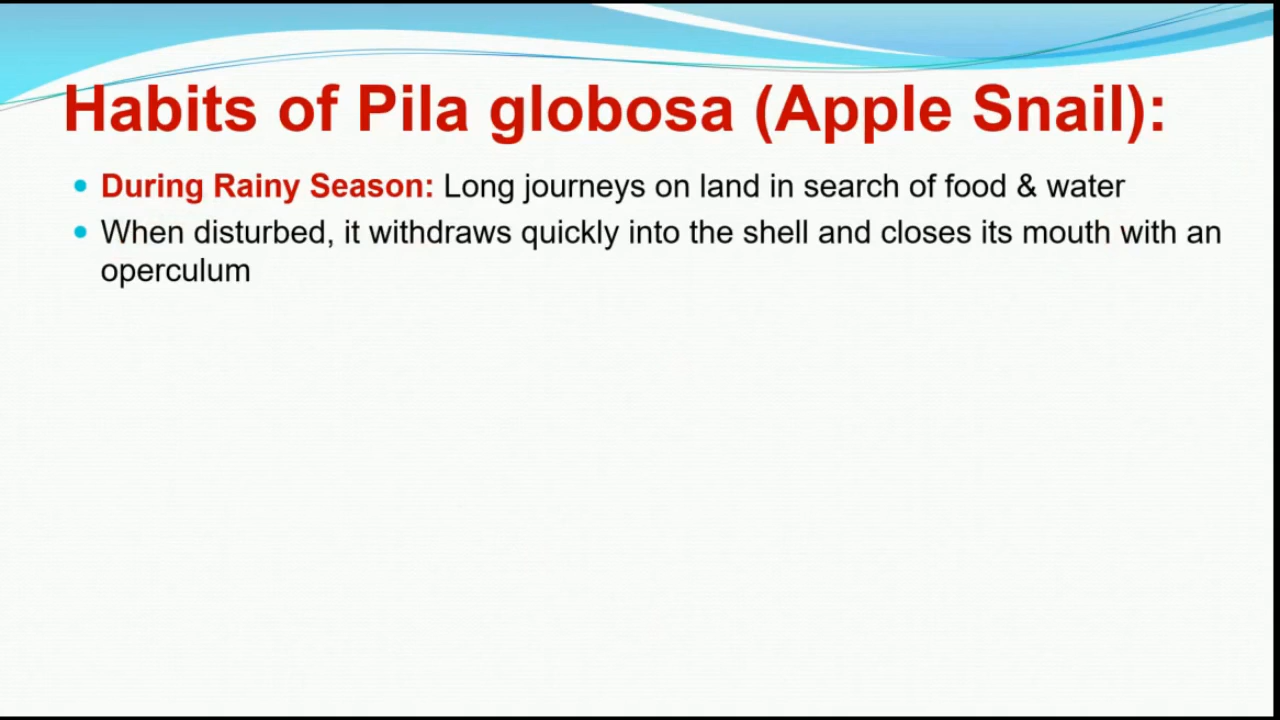 Habits of Pila globosa (Apple Snail):
• During Rainy Season: Long journeys on land in search of food & water
• When disturbed, it withdraws quickly into the shell and closes its mouth with an
operculum